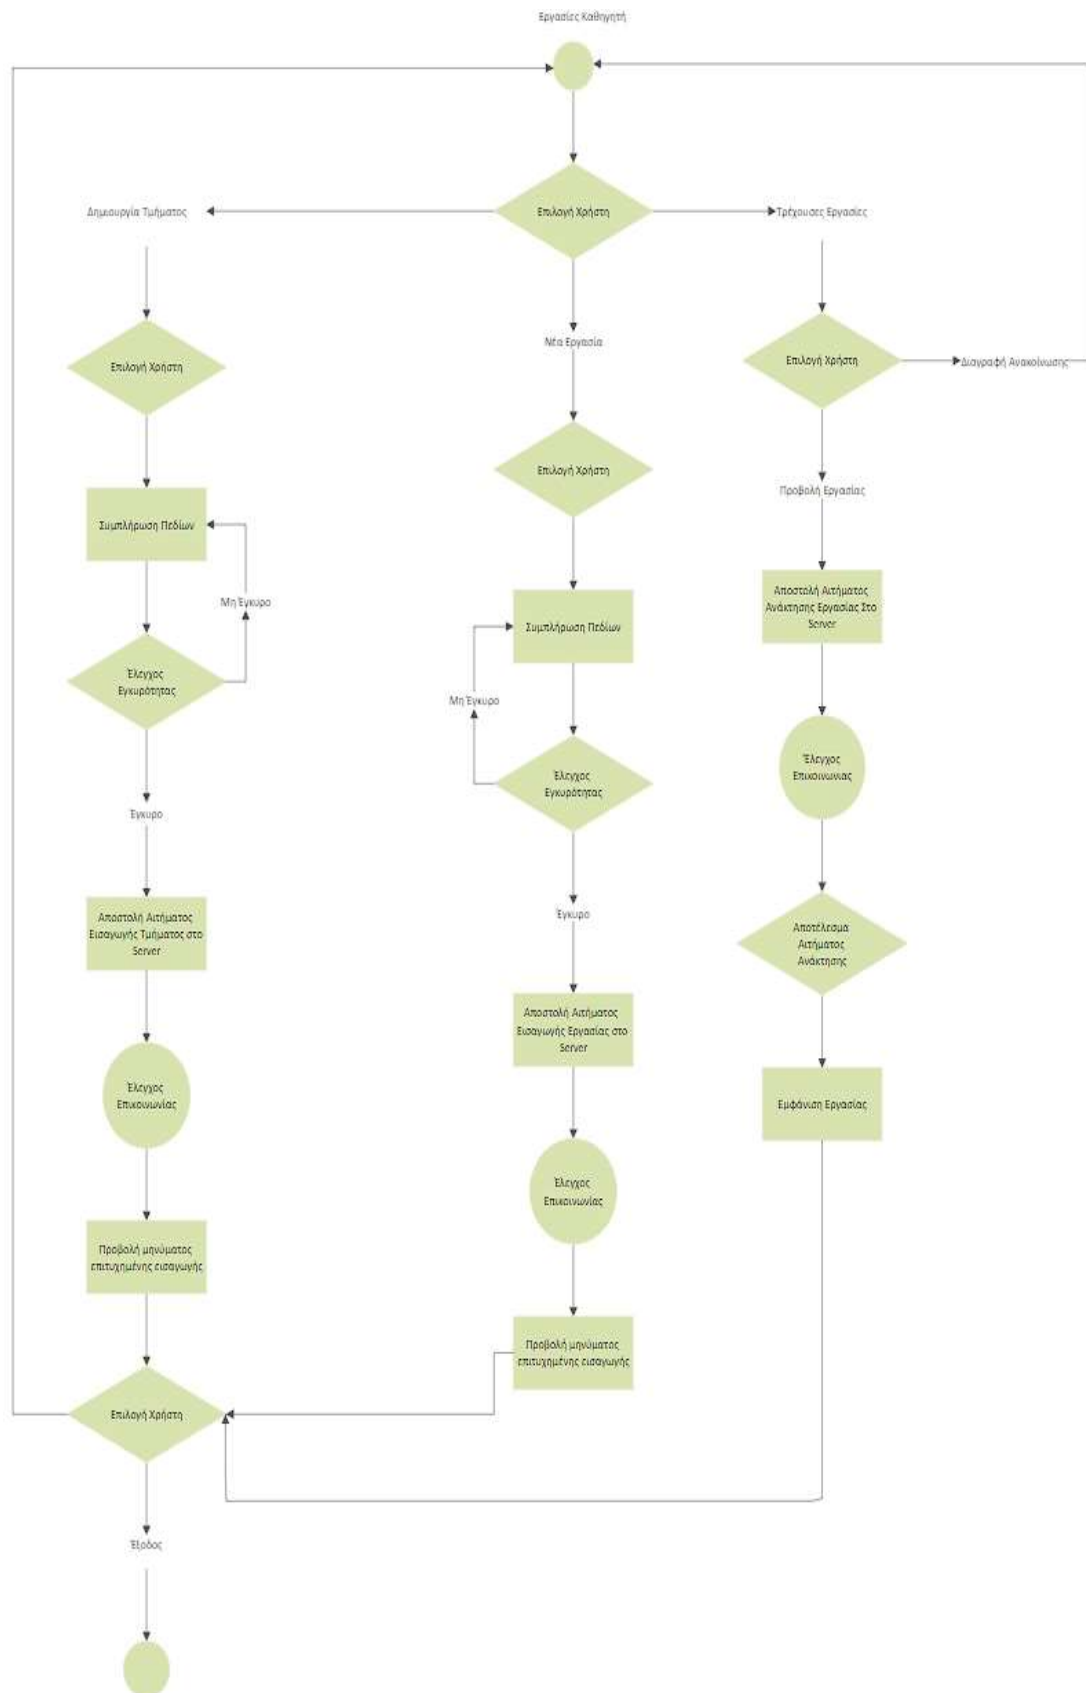 Εργασίες Καθηγητή
Επιλογή Χρήστη
Δημιουργία Τμήματος
Τρέχουσες Εργασίες
Νέα Εργασία
Επιλογή Χρήστη
Επιλογή Χρήστη
Διαγραφή Ανακοίνωσης
Επιλογή Χρήστη
Προβολή Εργασίας
Συμπλήρωση Πεδίων
Μη Έγκυρο
Αποστολή Αιτήματος
Ανάκτησης Εργασίας Στο
Server
Συμπλήρωση Πεδίων
Έλεγχος
Εγκυρότητας
Μη Έγκυρο
Έλεγχος
Επικοινωνιας
Έλεγχος
Εγκυρότητας
Έγκυρο
Αποστολή Αιτήματος
Εισαγωγής Τμήματος στο
Server
Έγκυρο
Αποτέλεσμα
Αιτήματος
Ανάκτησης
Αποστολή Αιτήματος
Εισαγωγής Εργασίας στο
Server
Έλεγχος
Επικοινωνίας
Εμφάνιση Εργασίας
Έλεγχος
Επικοινωνίας
Προβολή μηνύματος
επιτυχημένης εισαγωγής
Προβολή μηνύματος
επιτυχημένης εισαγωγής
Επιλογή Χρήστη
Έξοδος